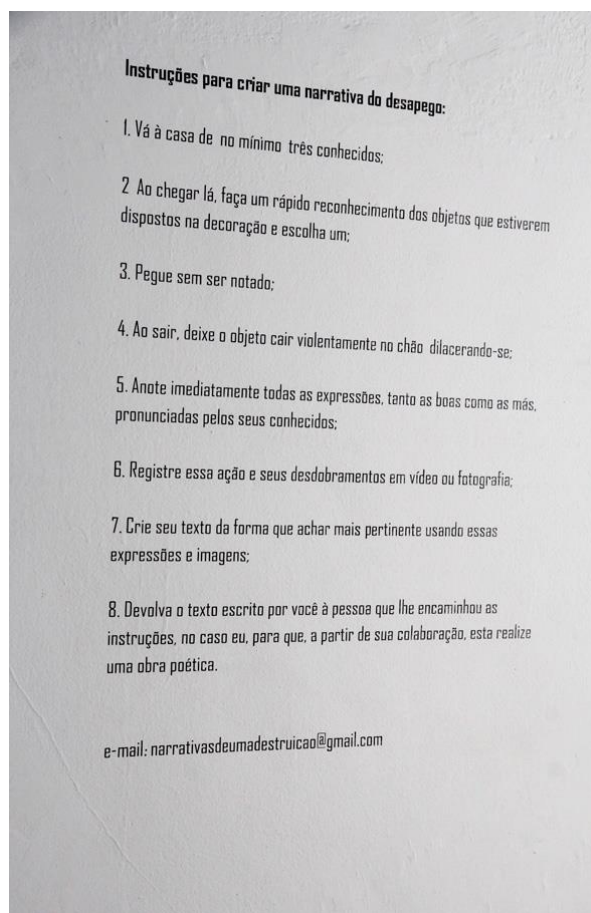 Instruções para criar uma narrativa do desapego:
1. Vá à casa de no mínimo três conhecidos;
2 Ao chegar lá, faça um rápido reconhecimento dos objetos que estiverem
dispostos na decoração e escolha um;
3. Pegue sem ser notado;
4. Ao sair, deixe o objeto cair violentamente no chão dilacerando-se;
5. Anote imediatamente todas as expressões, tanto as boas como as más,
pronunciadas pelos seus conhecidos;
6. Registre essa ação e seus desdobramentos em vídeo ou fotografia;
7. Crie seu texto da forma que achar mais pertinente usando essas
expressões e imagens;
8. Devolva o texto escrito por você à pessoa que lhe encaminhou as
instruções, no caso eu, para que, a partir de sua colaboração, esta realize
uma obra poética.
e-mail: narrativasdeumadestruicao@gmail.com